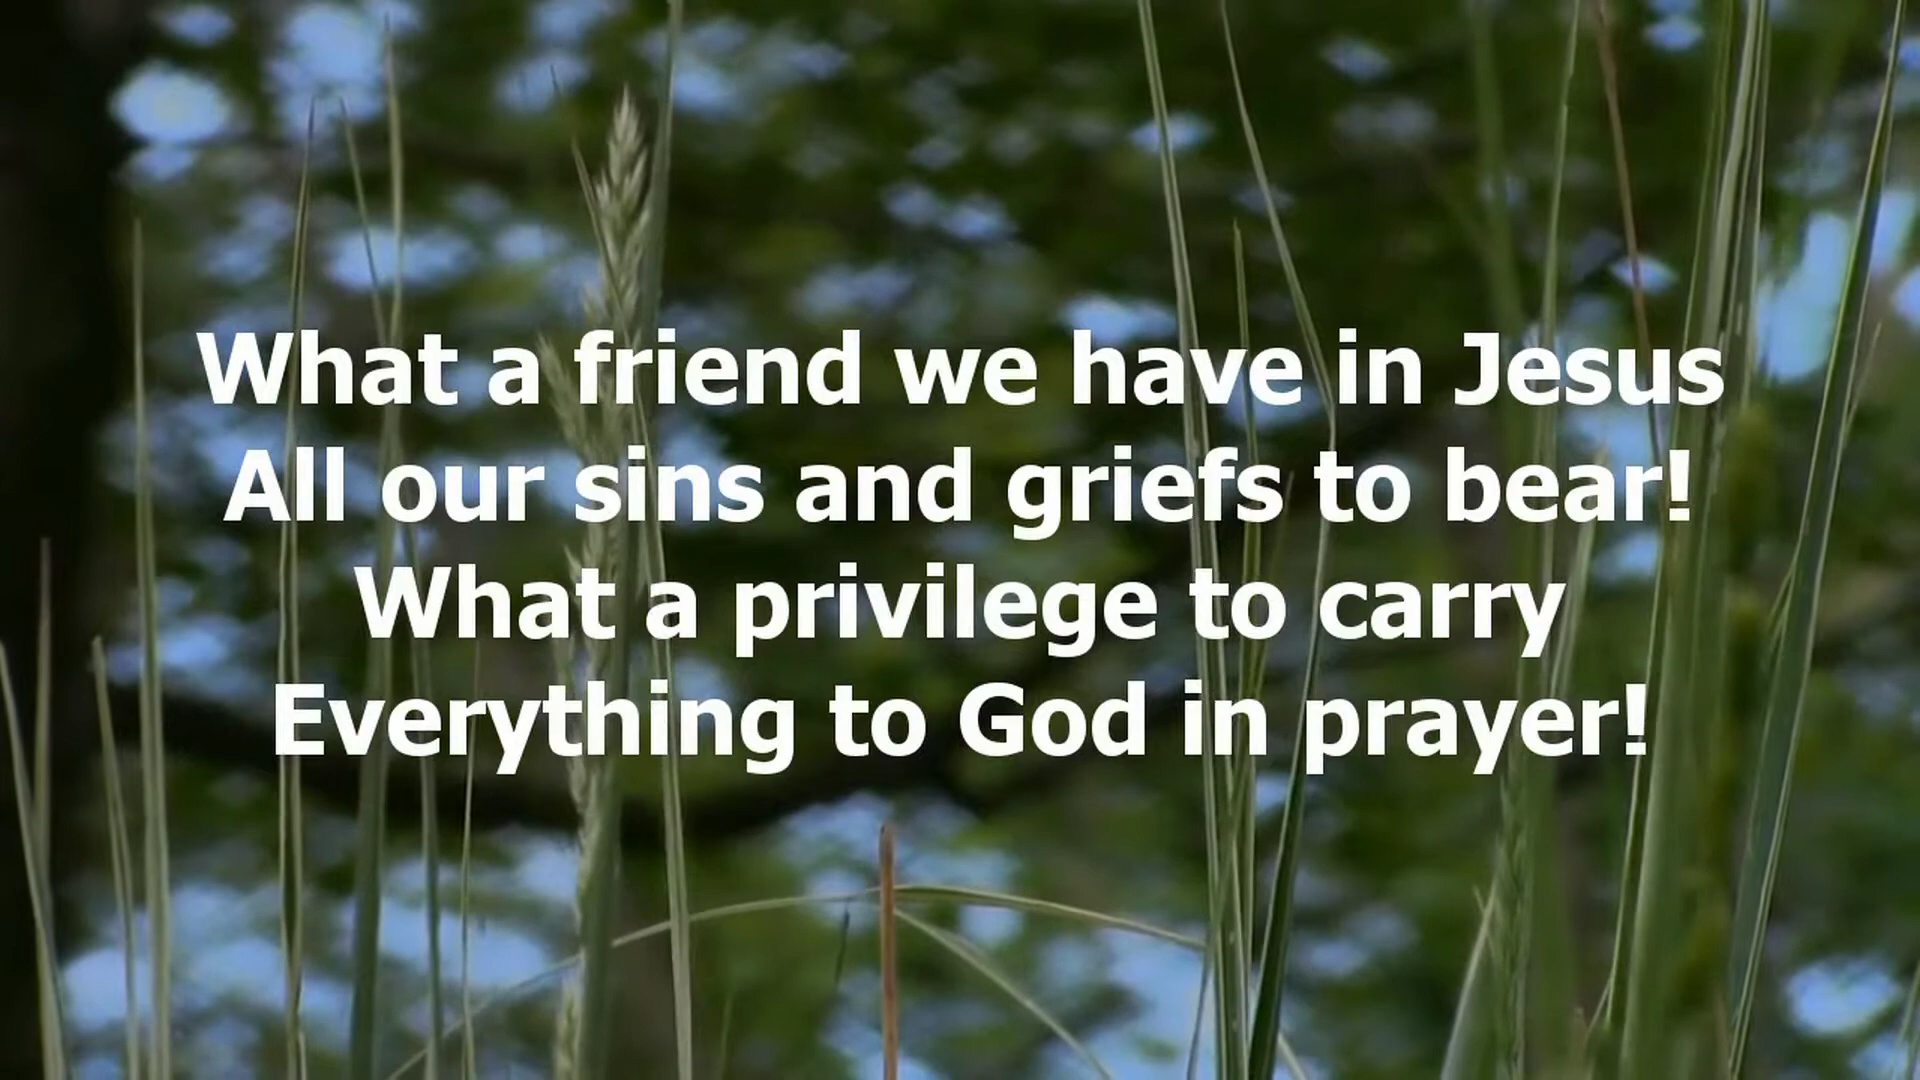 What a friend we have in Jesus
All our sins and griefs to bear!
What a privilege to carry
Everything to God in prayer!